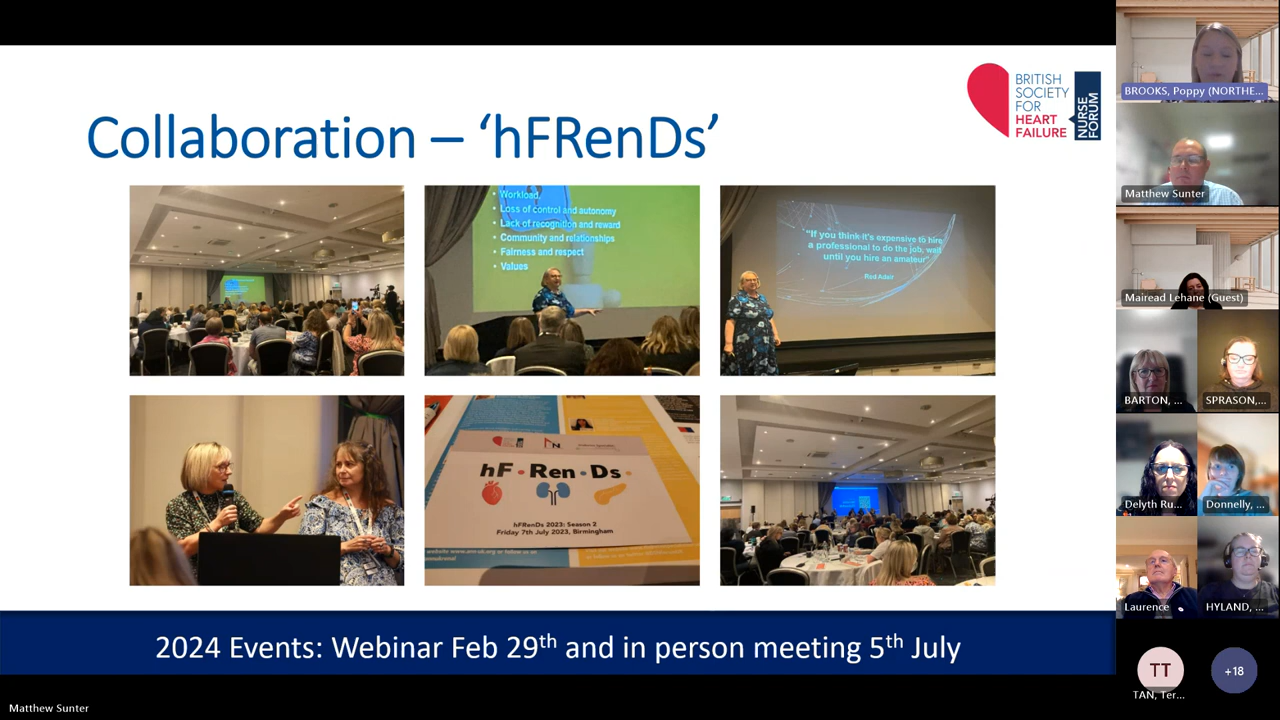 Collaboration – ‘hFRenDs’
BRITISH
SOCIETY
FOR
HEART
FAILURE
NURSE
FORUM
• Workload
• Loss of control and autonomy
• Lack of recognition and reward
• Community and relationships
• Fairness and respect
• Values
“If you think it's expensive to hire
a professional to do the job, wait
until you hire an amateur”
Red Adair
hF•Ren•Ds•
hFRenDs 2023: Season 2
Friday 7th July 2023, Birmingham
2024 Events: Webinar Feb 29th and in person meeting 5th July
Matthew Sunter
BROOKS, Poppy (NORTHE...
Matthew Sunter
Mairead Lehane (Guest)
BARTON, ...
SPRASON,...
Delyth Ru...
Donnelly, ...
Laurence
HYLAND, ...
TT
TAN, Ter...
+18